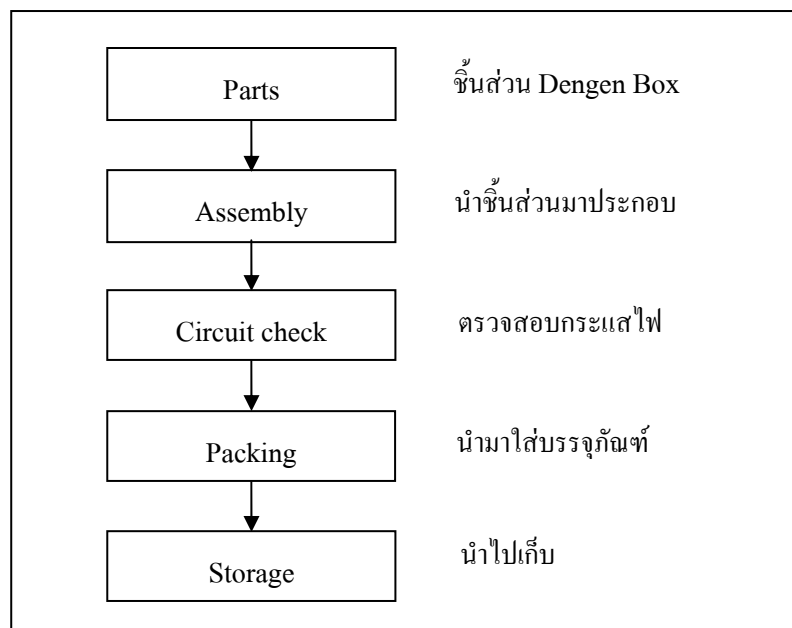 Parts ชิ้นส่วน Dengen Box
Assembly นำชิ้นส่วนมาประกอบ
Circuit check ตรวจสอบกระแสไฟ
Packing นำมาใส่บรรจุภัณฑ์
Storage นำไปเก็บ